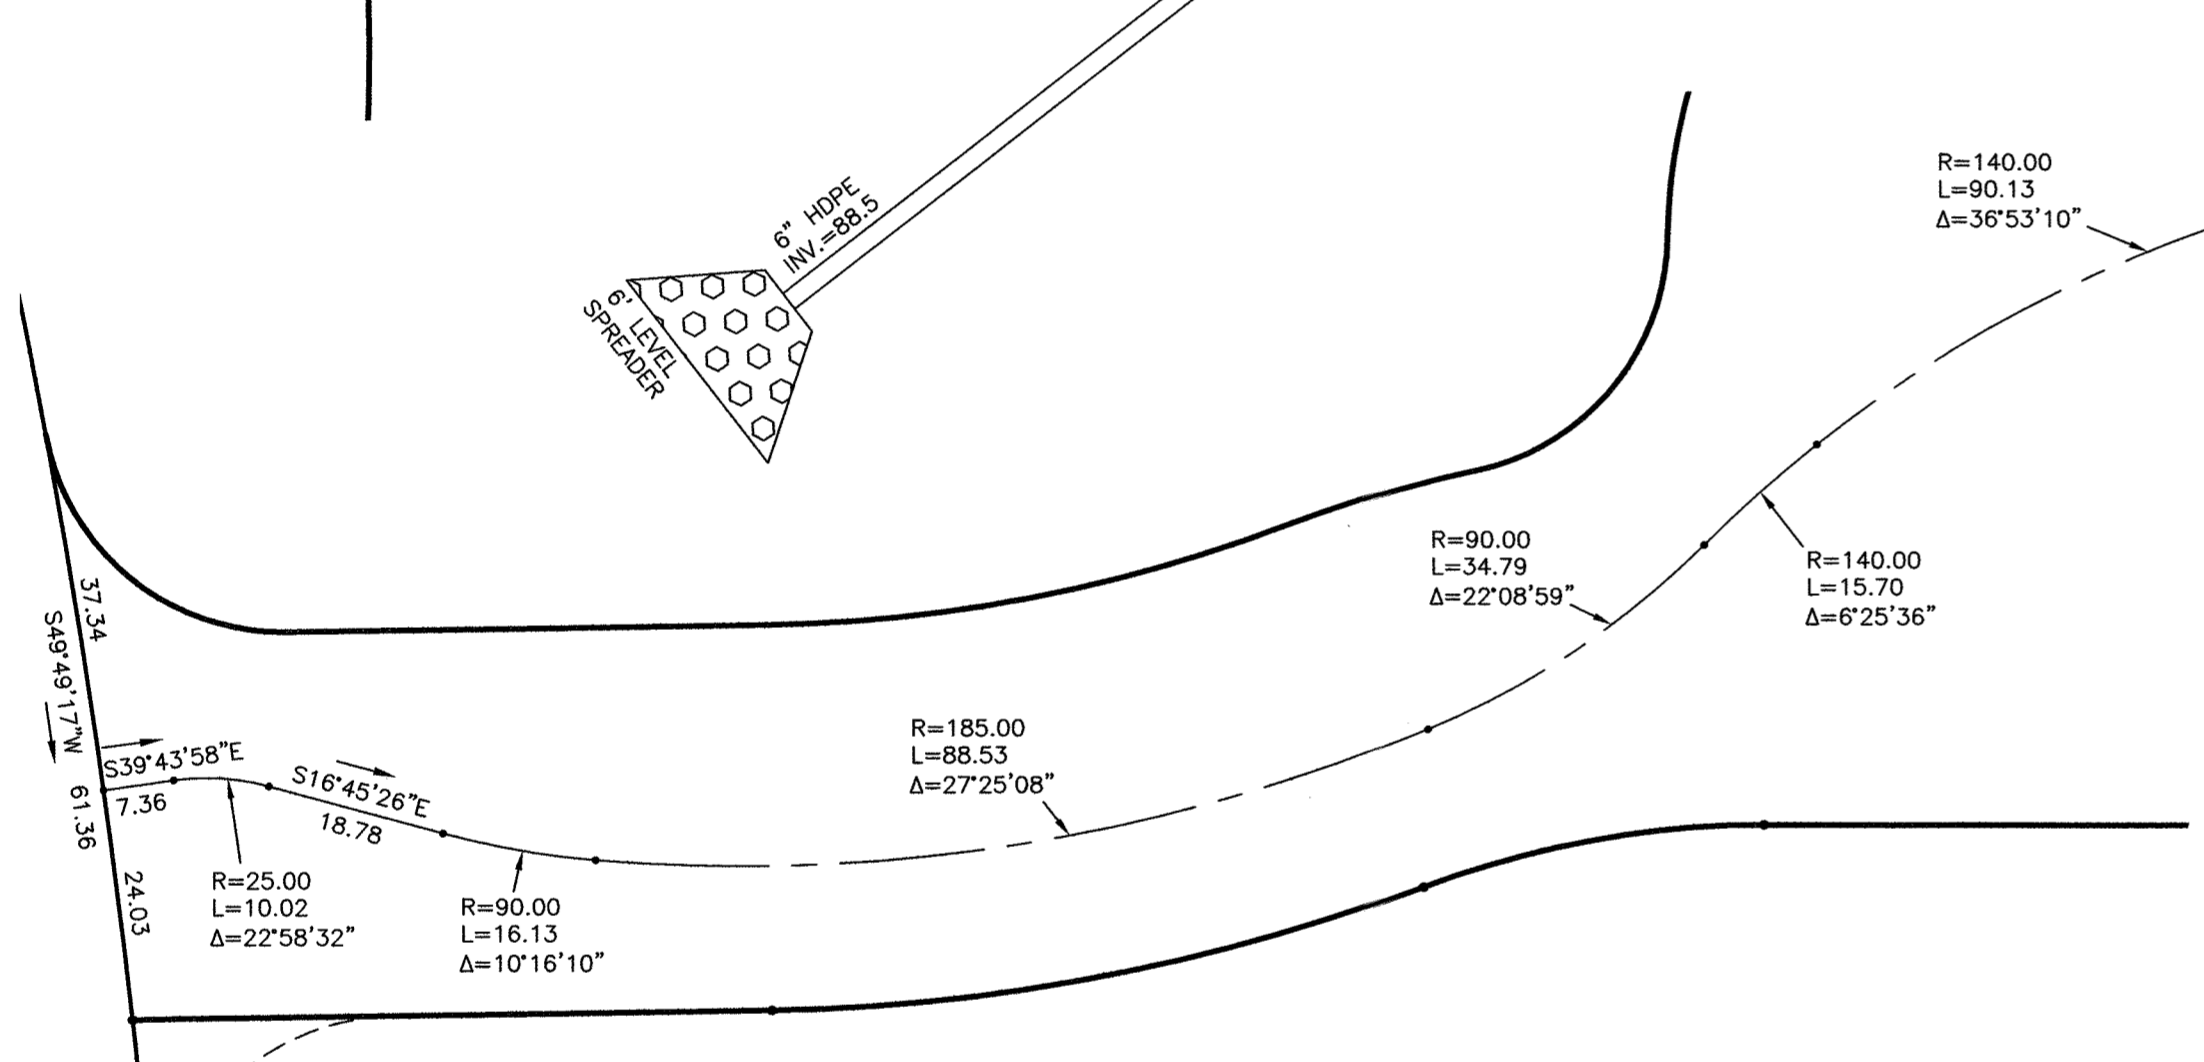 R=140.00
L=90.13
Δ=36°53'10"
6" HDPE
INV.=88.5
6' LEVEL
SPREADER
R=90.00
L=34.79
Δ=22°08'59"
R=140.00
L=15.70
Δ=6°25'36"
37.34
S49°49'17"W
61.36
24.03
S39°43'58"E
7.36
S16°45'26"E
18.78
R=185.00
L=88.53
Δ=27°25'08"
R=25.00
L=10.02
Δ=22°58'32"
R=90.00
L=16.13
Δ=10°16'10"